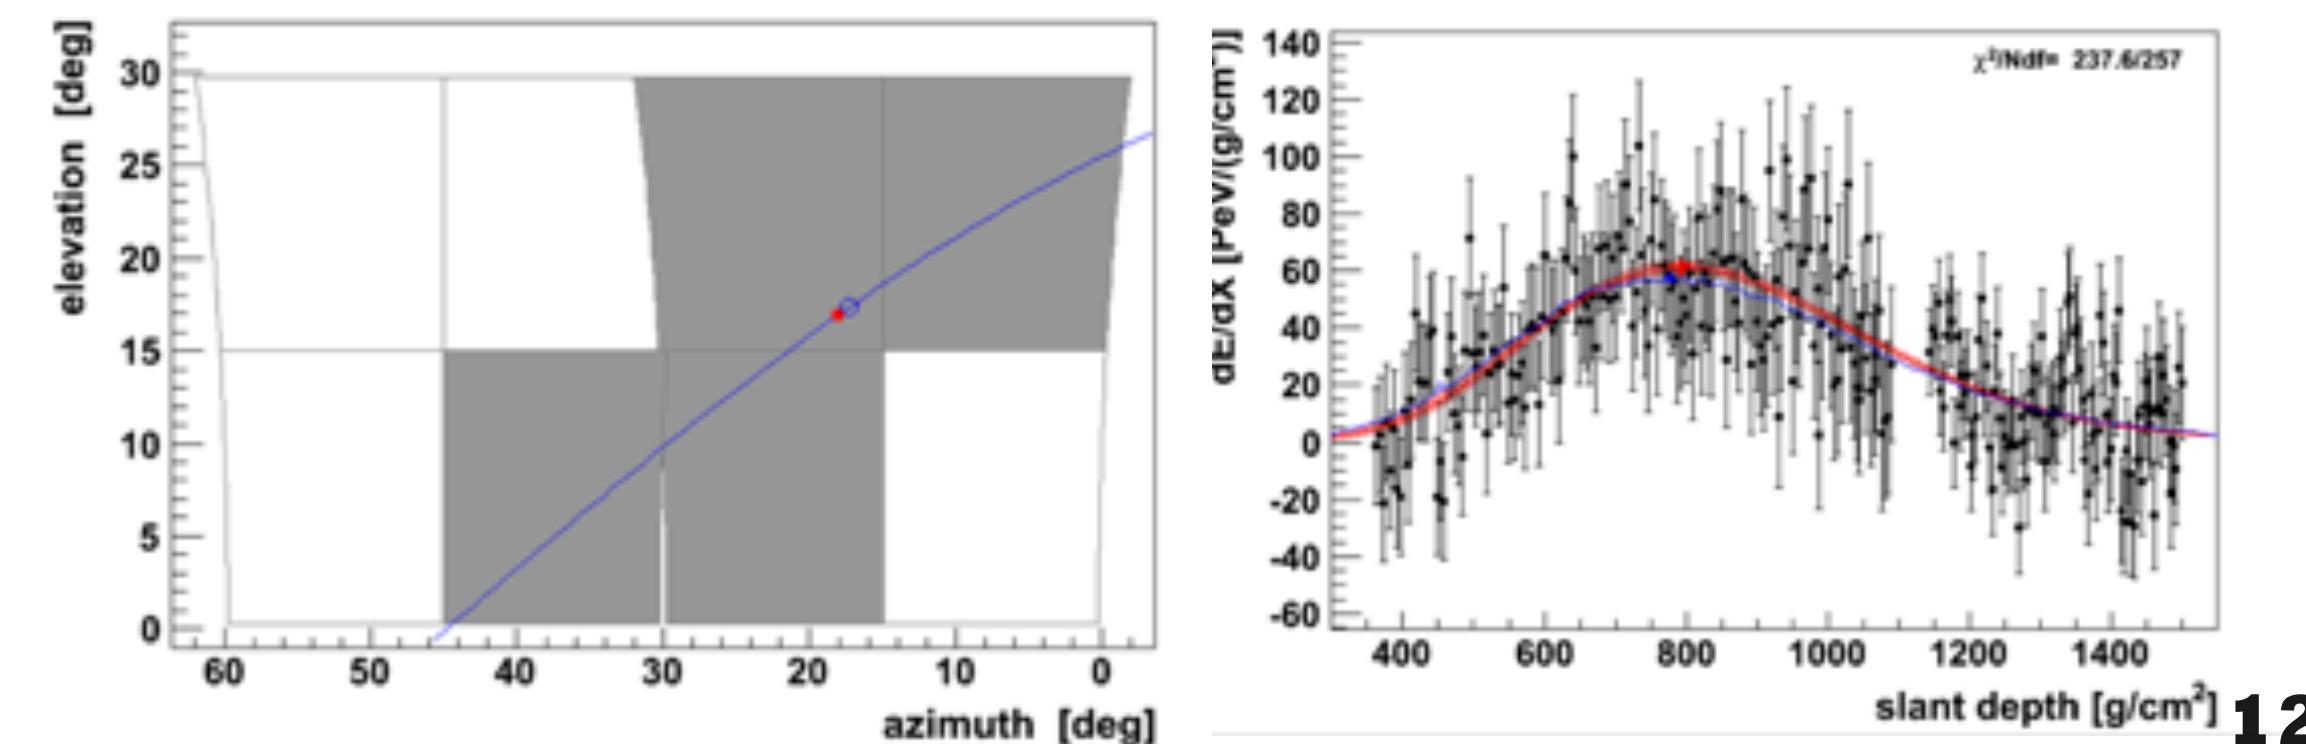 elevation [deg]
30
25
20
15
10
5
0
60 50 40 30 20 10 0
azimuth [deg]
dE/dX [PeV/(g/cm²)]
χ²/Ndf= 237.6/257
140
120
100
80
60
40
20
0
-20
-40
-60
400 600 800 1000 1200 1400
slant depth [g/cm²]
12